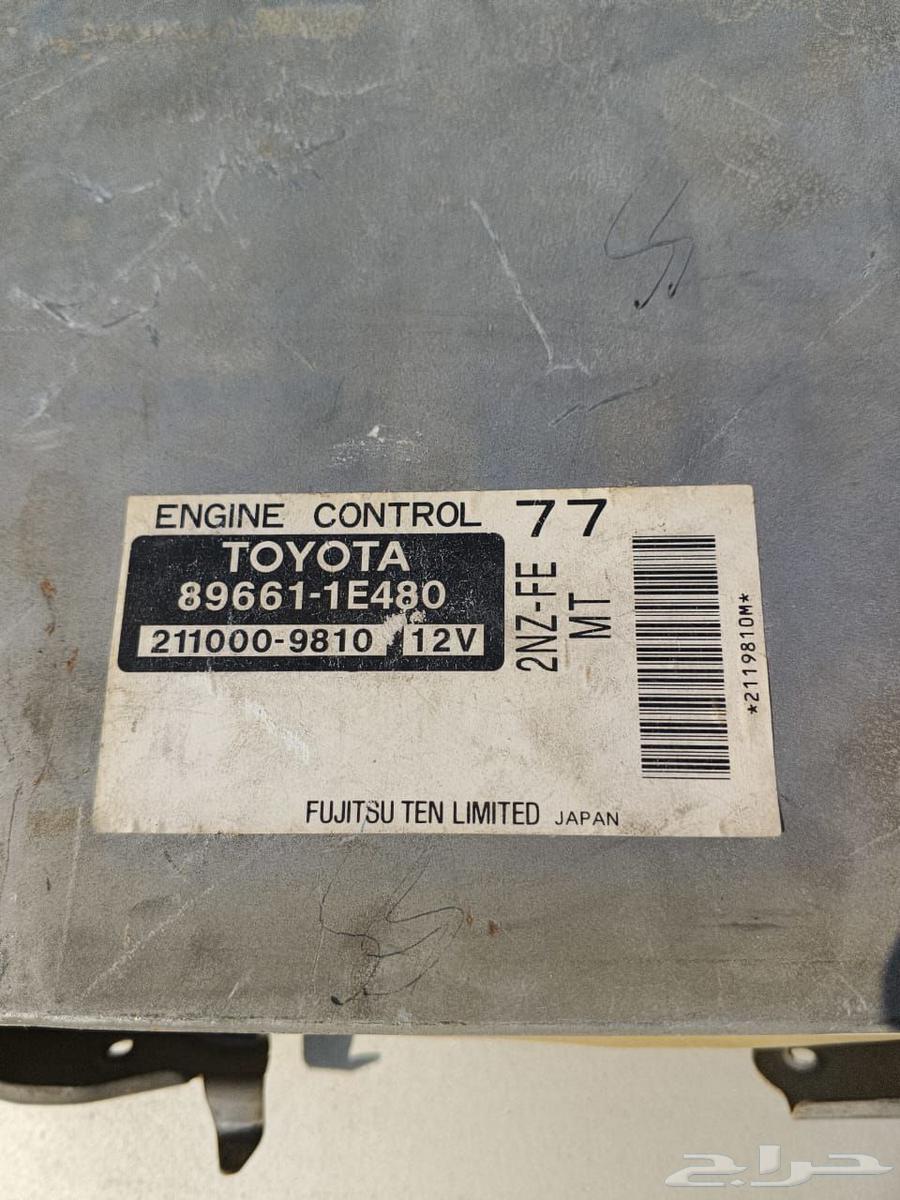 ENGINE CONTROL 77
TOYOTA
89661-1E480
211000-9810 12V
2NZ-FE
MT
*2119810M*
FUJITSU TEN LIMITED JAPAN
حراج